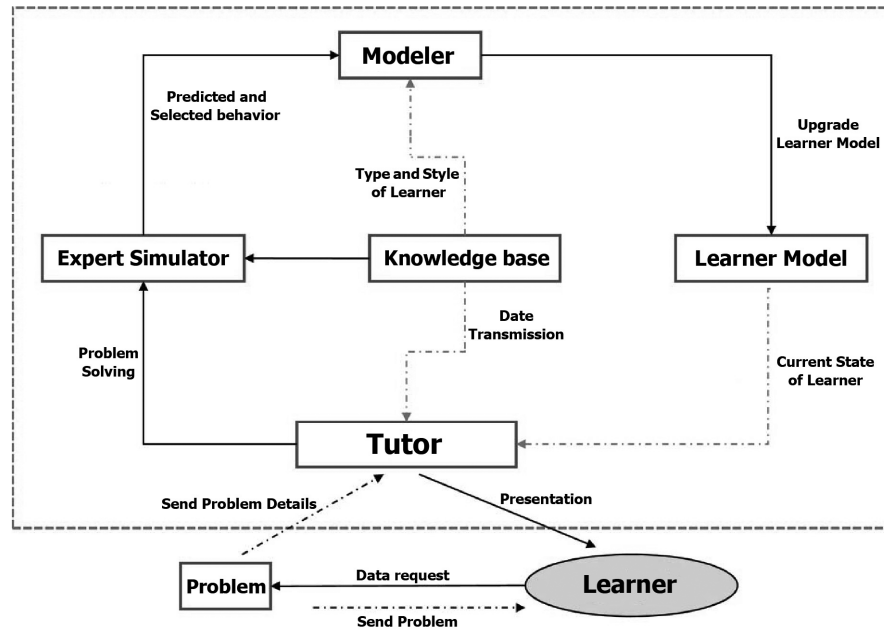 Modeler
Predicted and
Selected behavior
Upgrade
Learner Model
Type and Style
of Learner
Expert Simulator
Knowledge base
Learner Model
Date
Transmission
Problem
Solving
Current State
of Learner
Tutor
Send Problem Details
Presentation
Problem
Data request
Learner
Send Problem